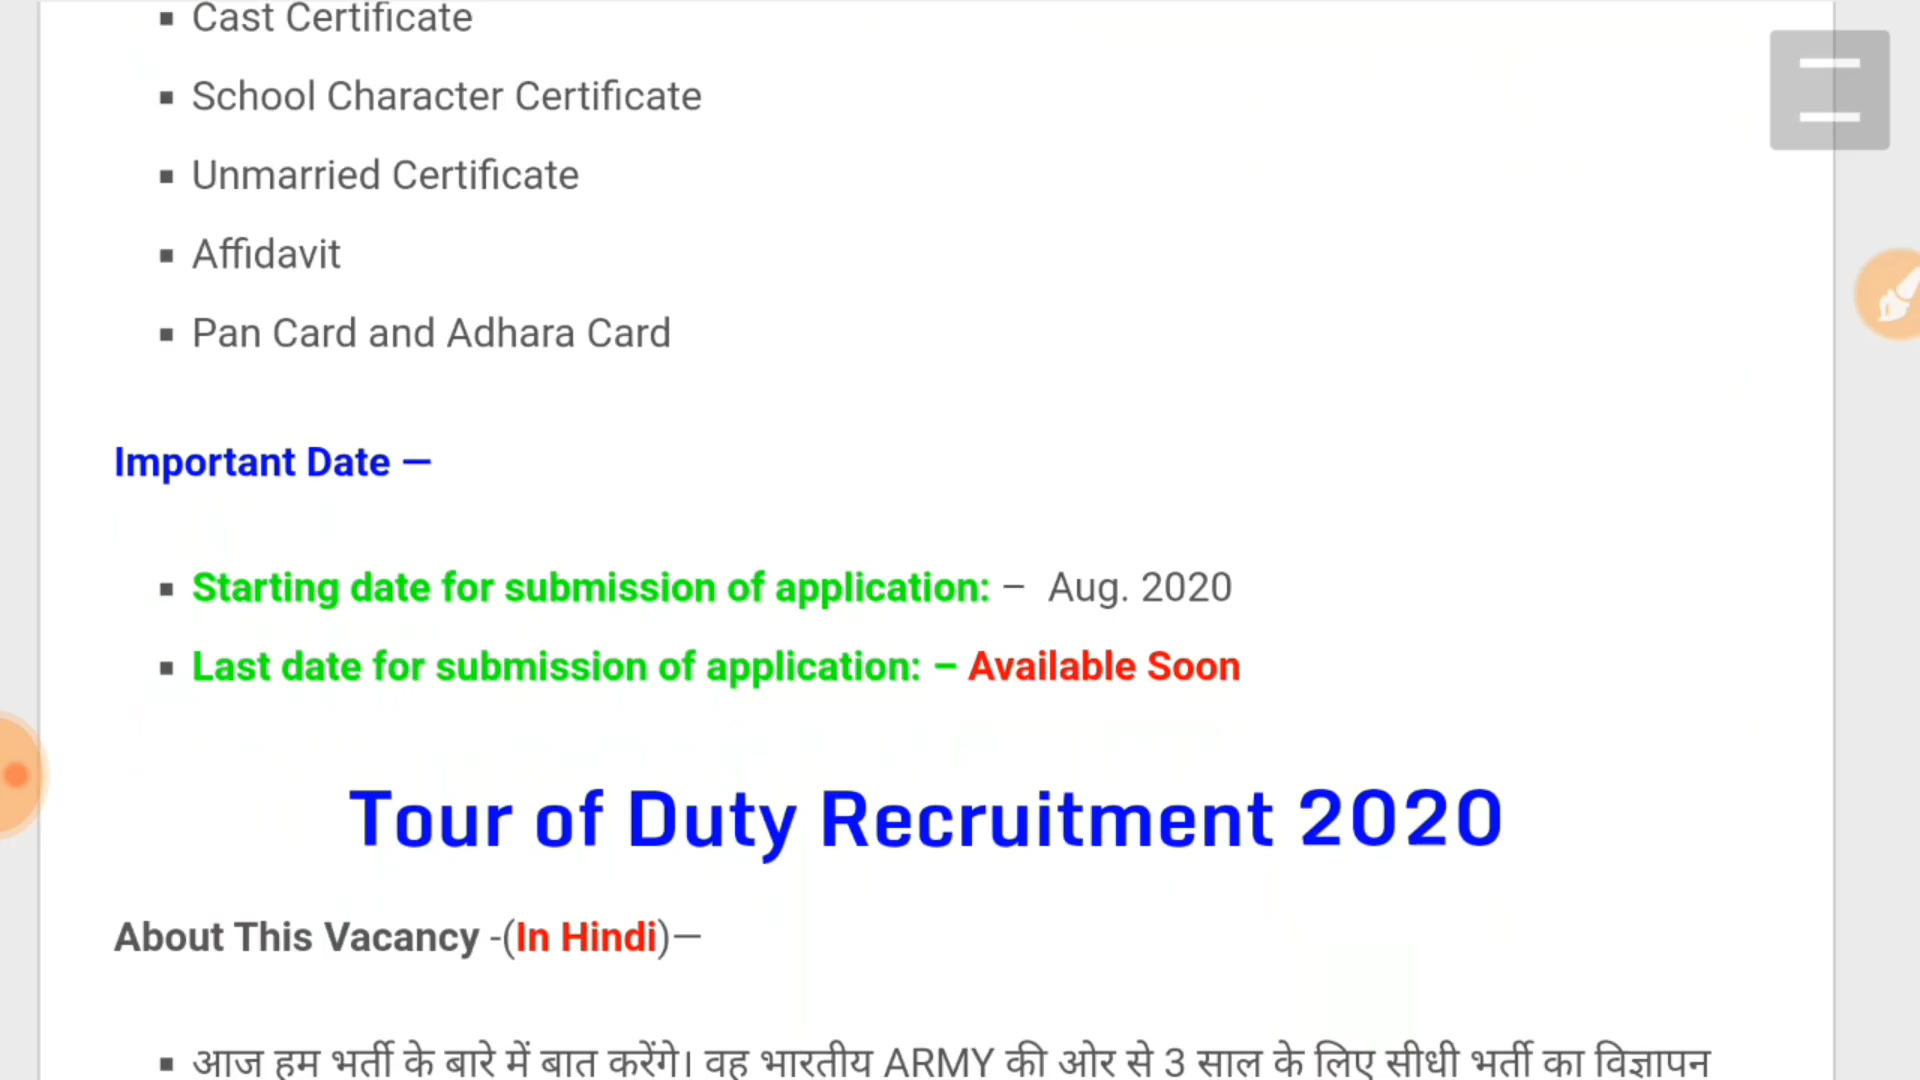 Cast Certificate
School Character Certificate
Unmarried Certificate
Affidavit
Pan Card and Adhara Card
Important Date —
Starting date for submission of application: – Aug. 2020
Last date for submission of application: – Available Soon
Tour of Duty Recruitment 2020
About This Vacancy -(In Hindi)—
आज हम भर्ती के बारे में बात करेंगे। वह भारतीय ARMY की ओर से 3 साल के लिए सीधी भर्ती का विज्ञापन